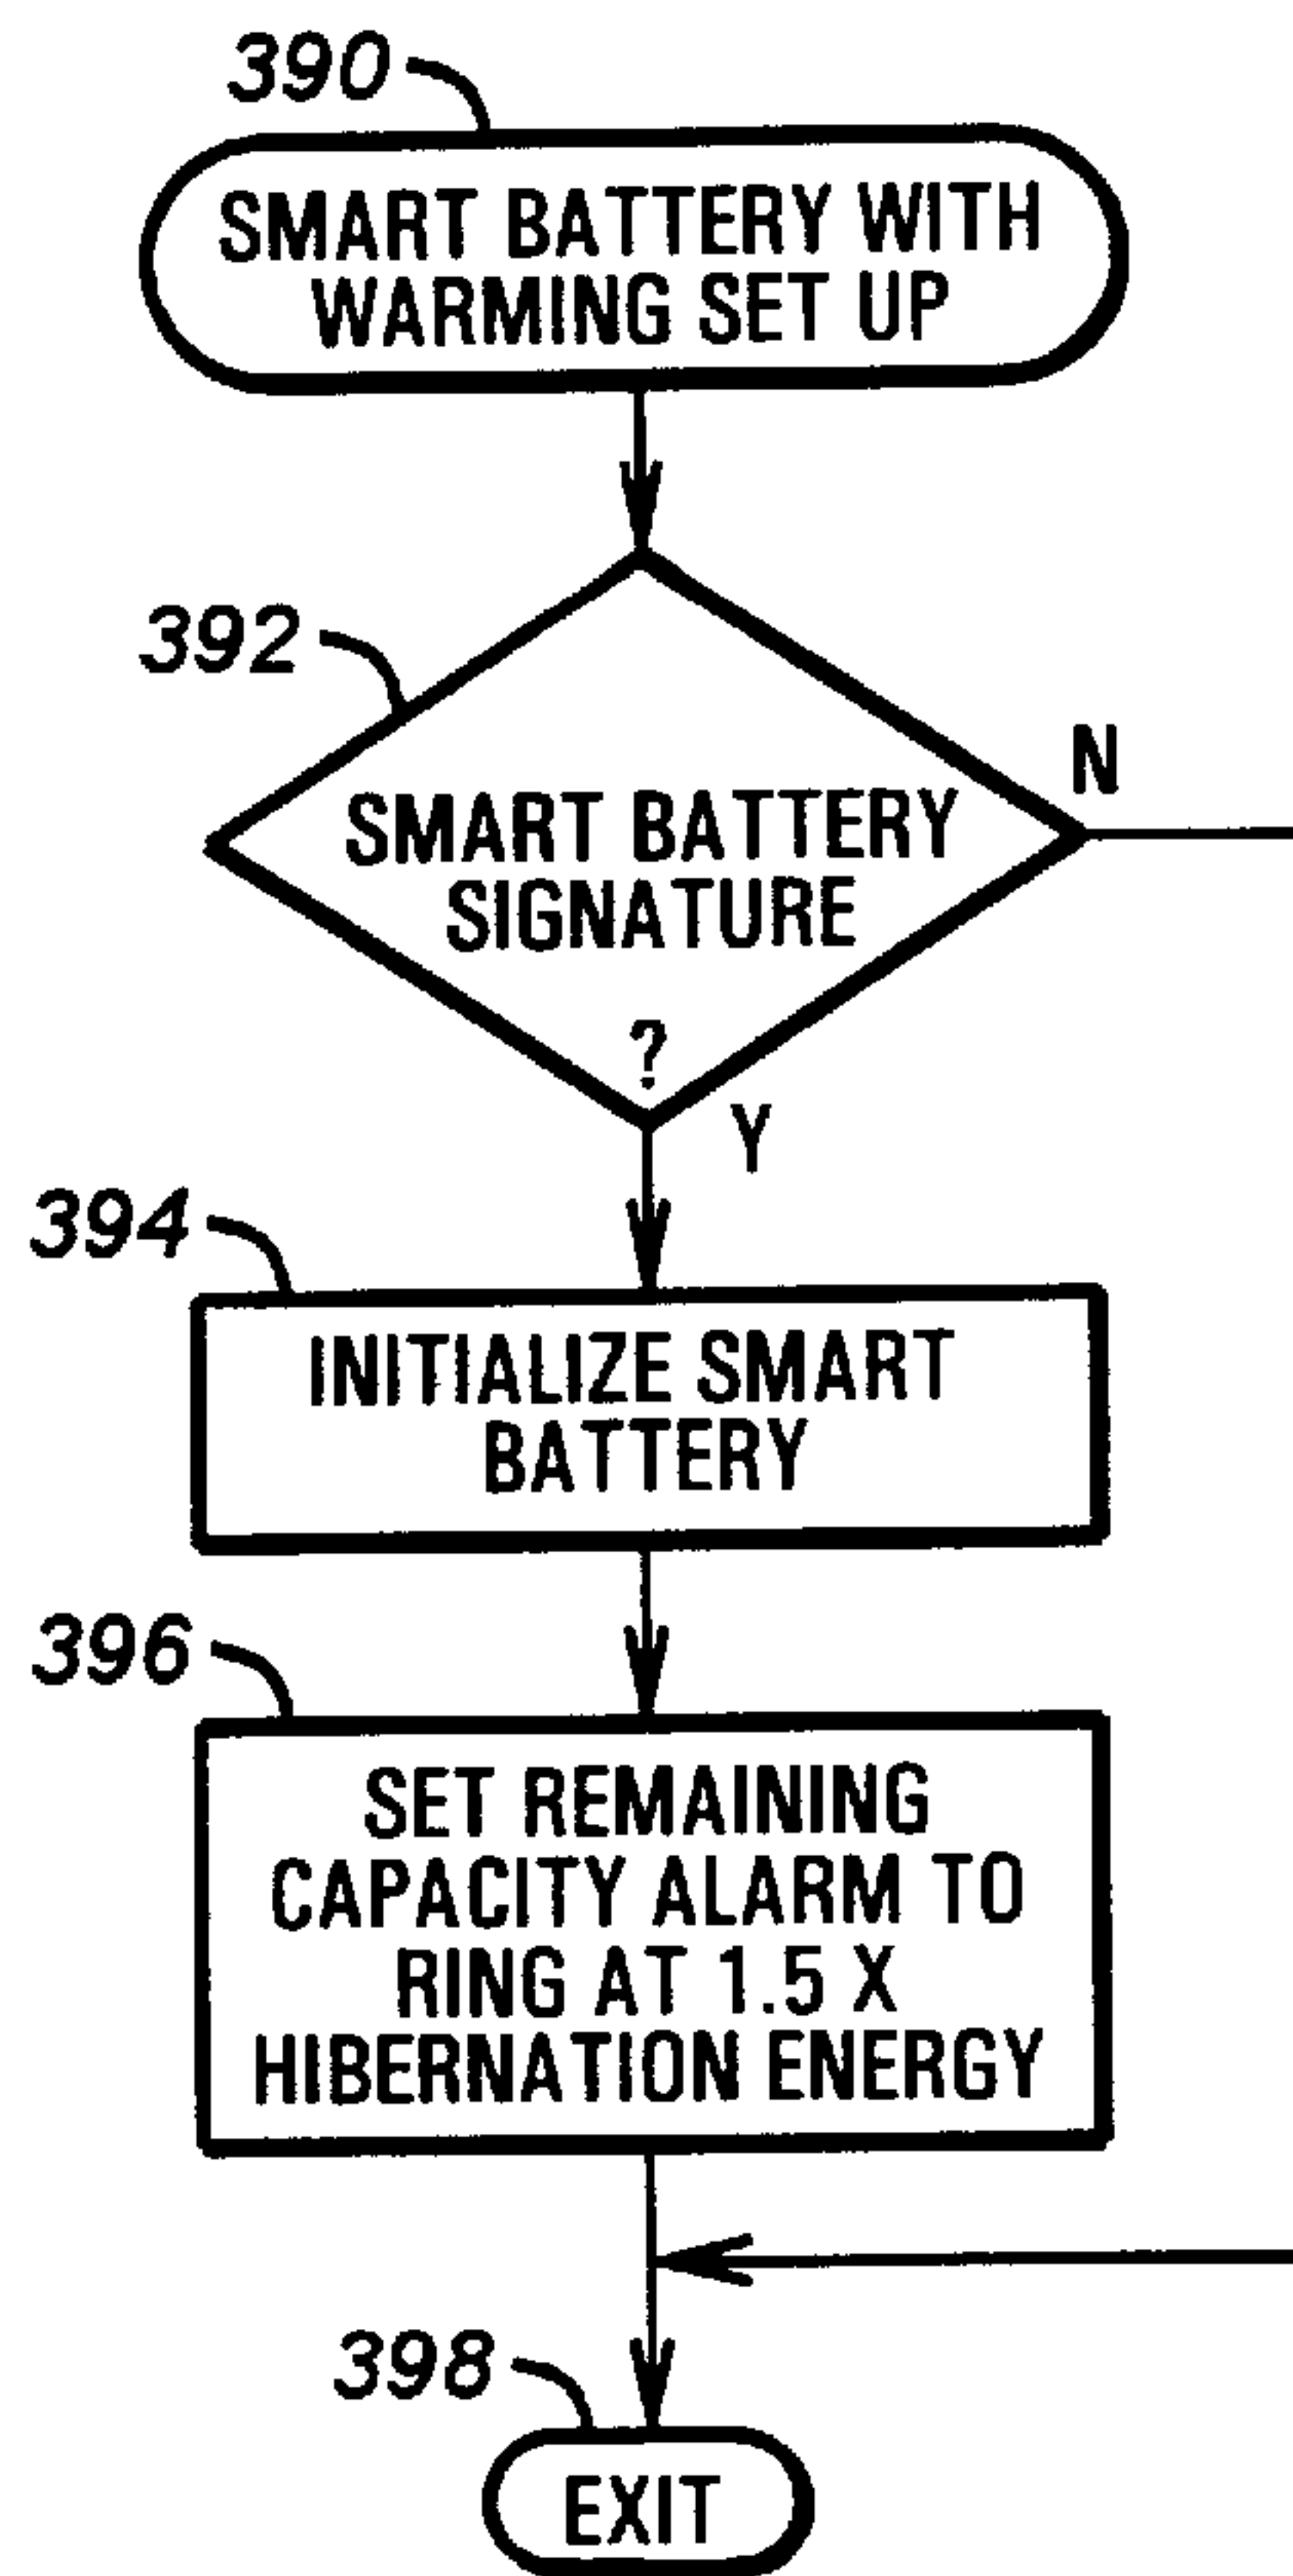 390
SMART BATTERY WITH
WARMING SET UP
392
N
SMART BATTERY
SIGNATURE
?
Y
394
INITIALIZE SMART
BATTERY
396
SET REMAINING
CAPACITY ALARM TO
RING AT 1.5 X
HIBERNATION ENERGY
398
EXIT